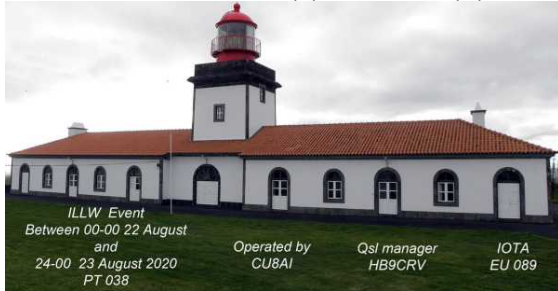 ILLW Event
Between 00-00 22 August
and
24-00 23 August 2020
PT 038
Operated by
CU8AI
Qsl manager
HB9CRV
IOTA
EU 089